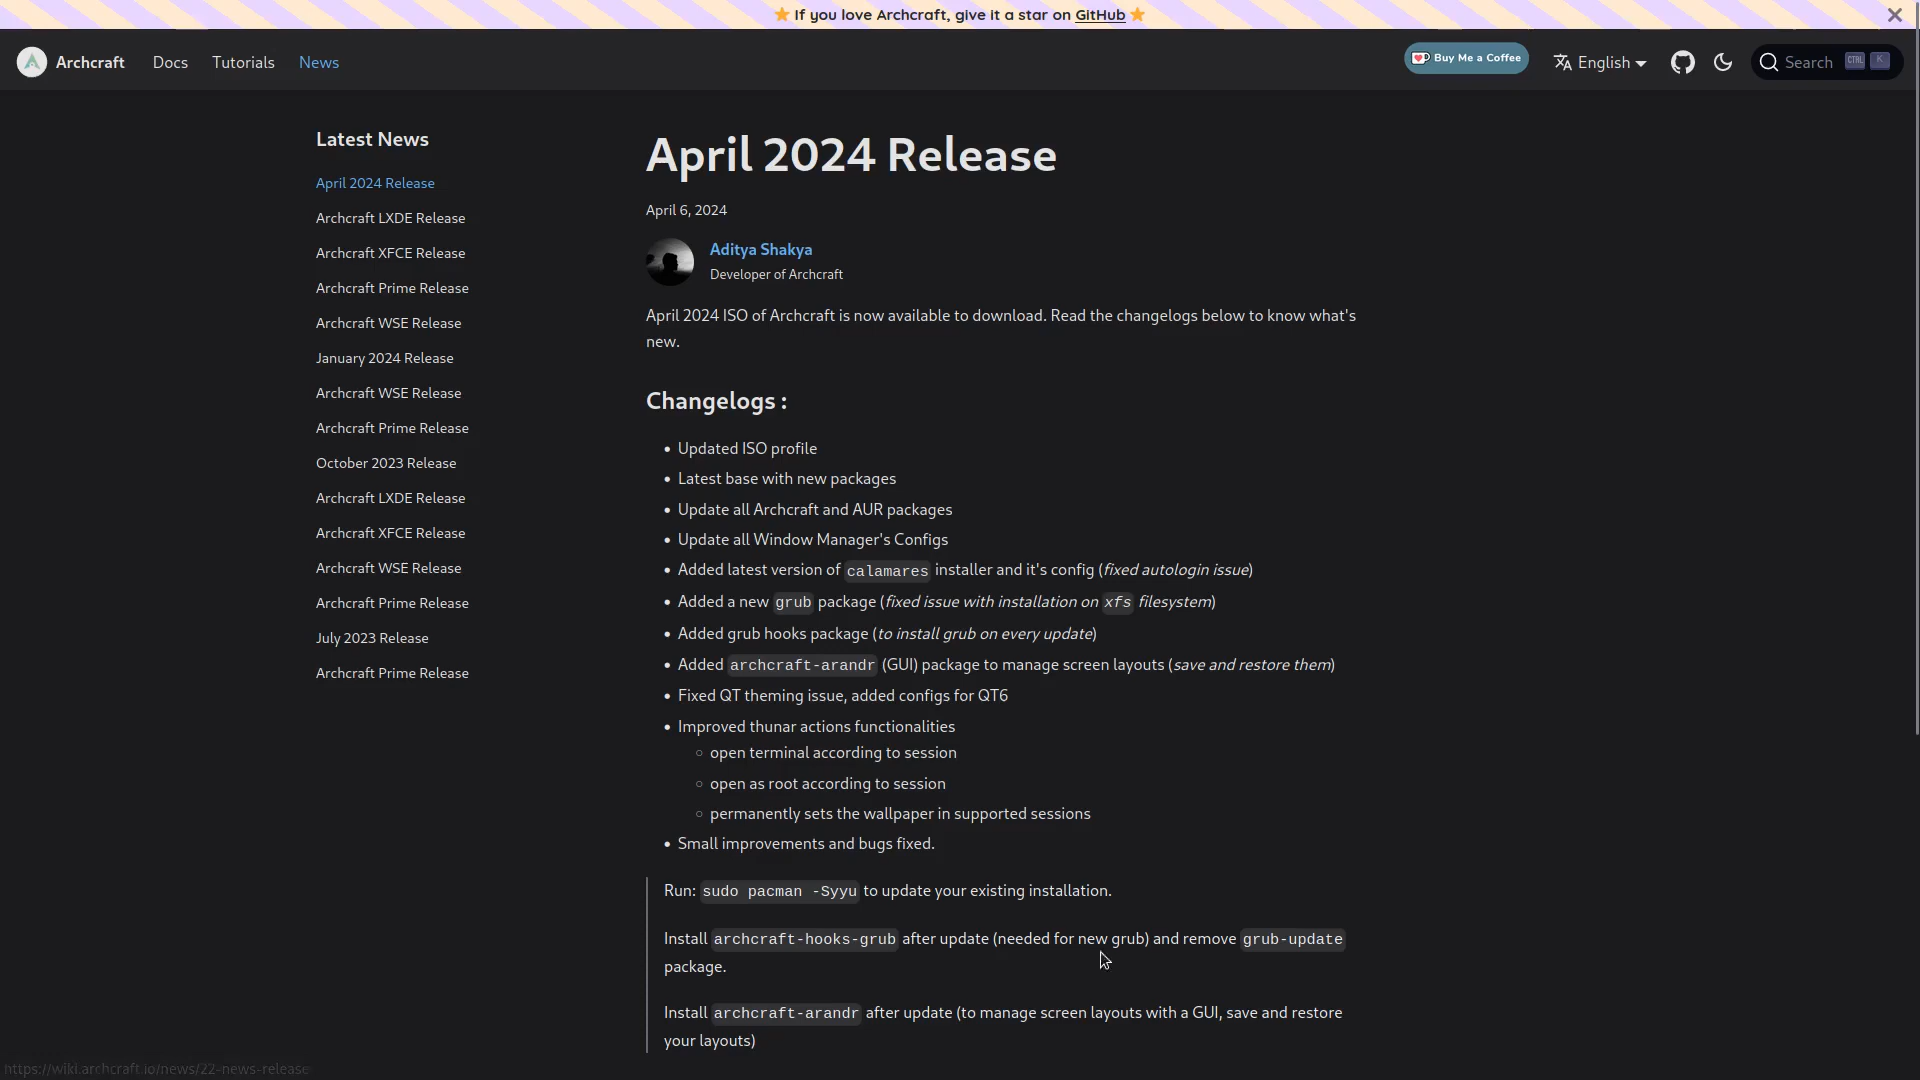 If you love Archcraft, give it a star on GitHub
Archcraft
Docs
Tutorials
News
Buy Me a Coffee
English
Search
CTRL
K
Latest News
April 2024 Release
Archcraft LXDE Release
Archcraft XFCE Release
Archcraft Prime Release
Archcraft WSE Release
January 2024 Release
Archcraft WSE Release
Archcraft Prime Release
October 2023 Release
Archcraft LXDE Release
Archcraft XFCE Release
Archcraft WSE Release
Archcraft Prime Release
July 2023 Release
Archcraft Prime Release
April 2024 Release
April 6, 2024
Aditya Shakya
Developer of Archcraft
April 2024 ISO of Archcraft is now available to download. Read the changelogs below to know what's
new.
Changelogs :
Updated ISO profile
Latest base with new packages
Update all Archcraft and AUR packages
Update all Window Manager's Configs
Added latest version of calamares installer and it's config (fixed autologin issue)
Added a new grub package (fixed issue with installation on xfs filesystem)
Added grub hooks package (to install grub on every update)
Added archcraft-arandr (GUI) package to manage screen layouts (save and restore them)
Fixed QT theming issue, added configs for QT6
Improved thunar actions functionalities
open terminal according to session
open as root according to session
permanently sets the wallpaper in supported sessions
Small improvements and bugs fixed.
Run: sudo pacman -Syyu to update your existing installation.
Install archcraft-hooks-grub after update (needed for new grub) and remove grub-update
package.
Install archcraft-arandr after update (to manage screen layouts with a GUI, save and restore
your layouts)
https://wiki.archcraft.io/news/22-news-release